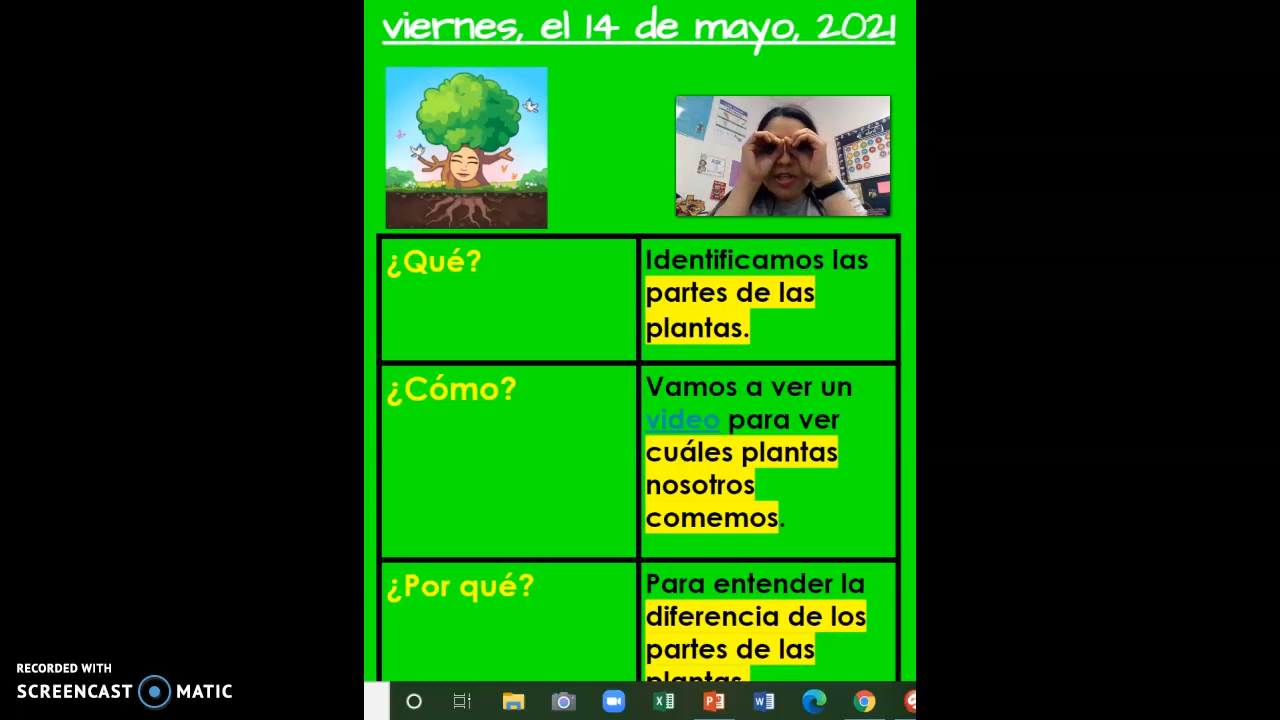 viernes, el 14 de mayo, 2021
¿Qué?
Identificamos las
partes de las
plantas.
¿Cómo?
Vamos a ver un
video para ver
cuáles plantas
nosotros
comemos.
¿Por qué?
Para entender la
diferencia de los
partes de las
plantas
RECORDED WITH
SCREENCAST MATIC